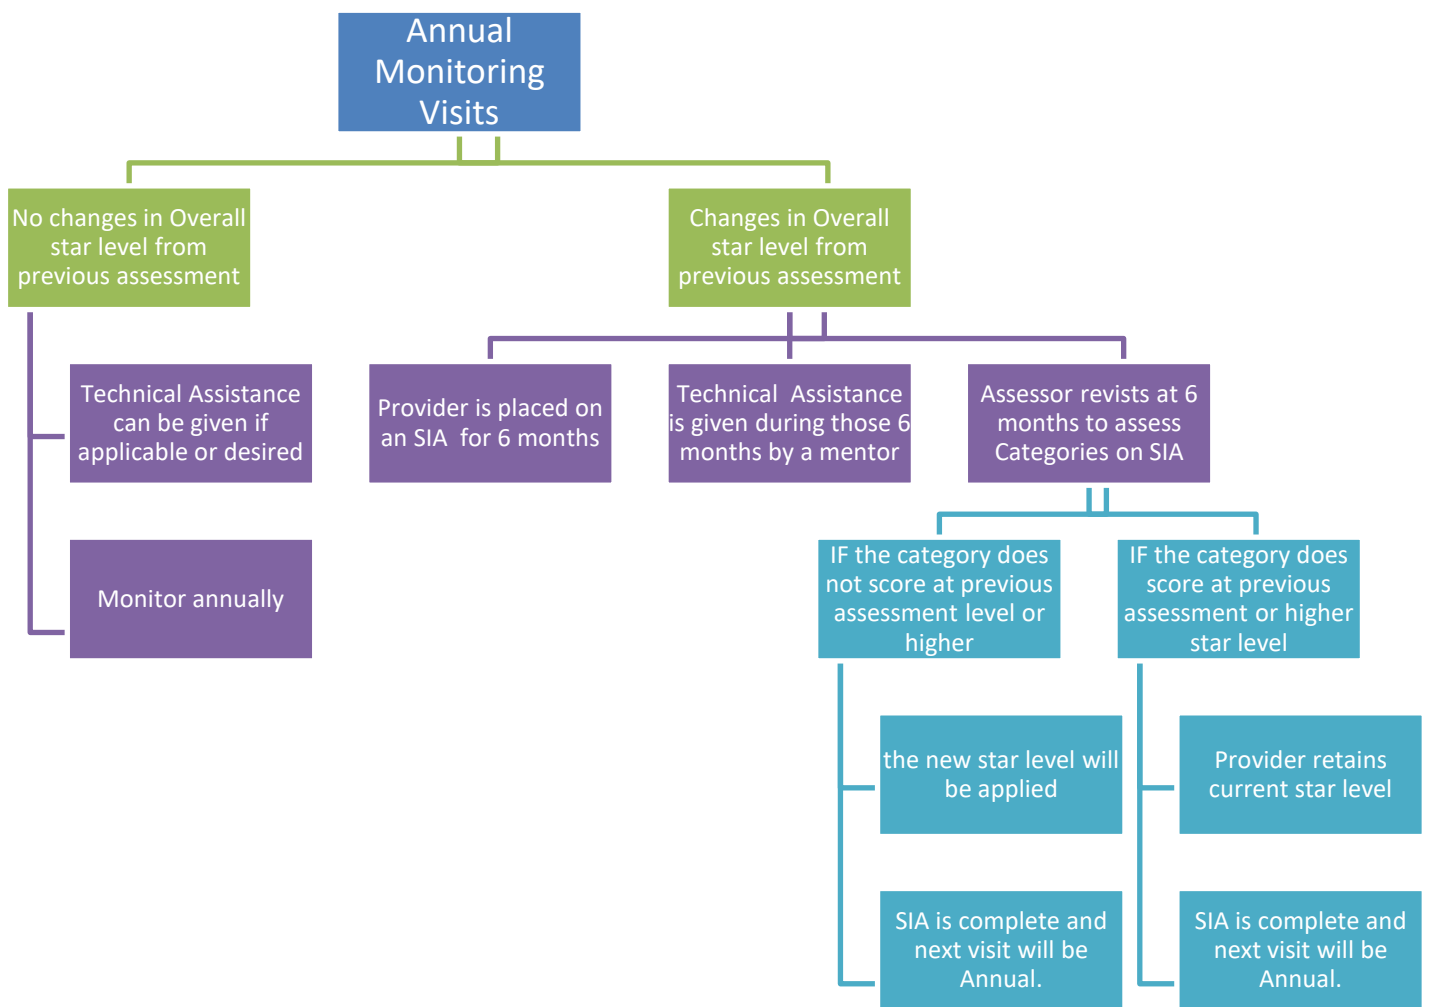 Annual
Monitoring
Visits
No changes in Overall
star level from
previous assessment
Changes in Overall
star level from
previous assessment
Technical Assistance
can be given if
applicable or desired
Provider is placed on
an SIA for 6 months
Technical Assistance
is given during those 6
months by a mentor
Assessor revists at 6
months to assess
Categories on SIA
Monitor annually
IF the category does
not score at previous
assessment level or
higher
IF the category does
score at previous
assessment or higher
star level
the new star level will
be applied
Provider retains
current star level
SIA is complete and
next visit will be
Annual.
SIA is complete and
next visit will be
Annual.